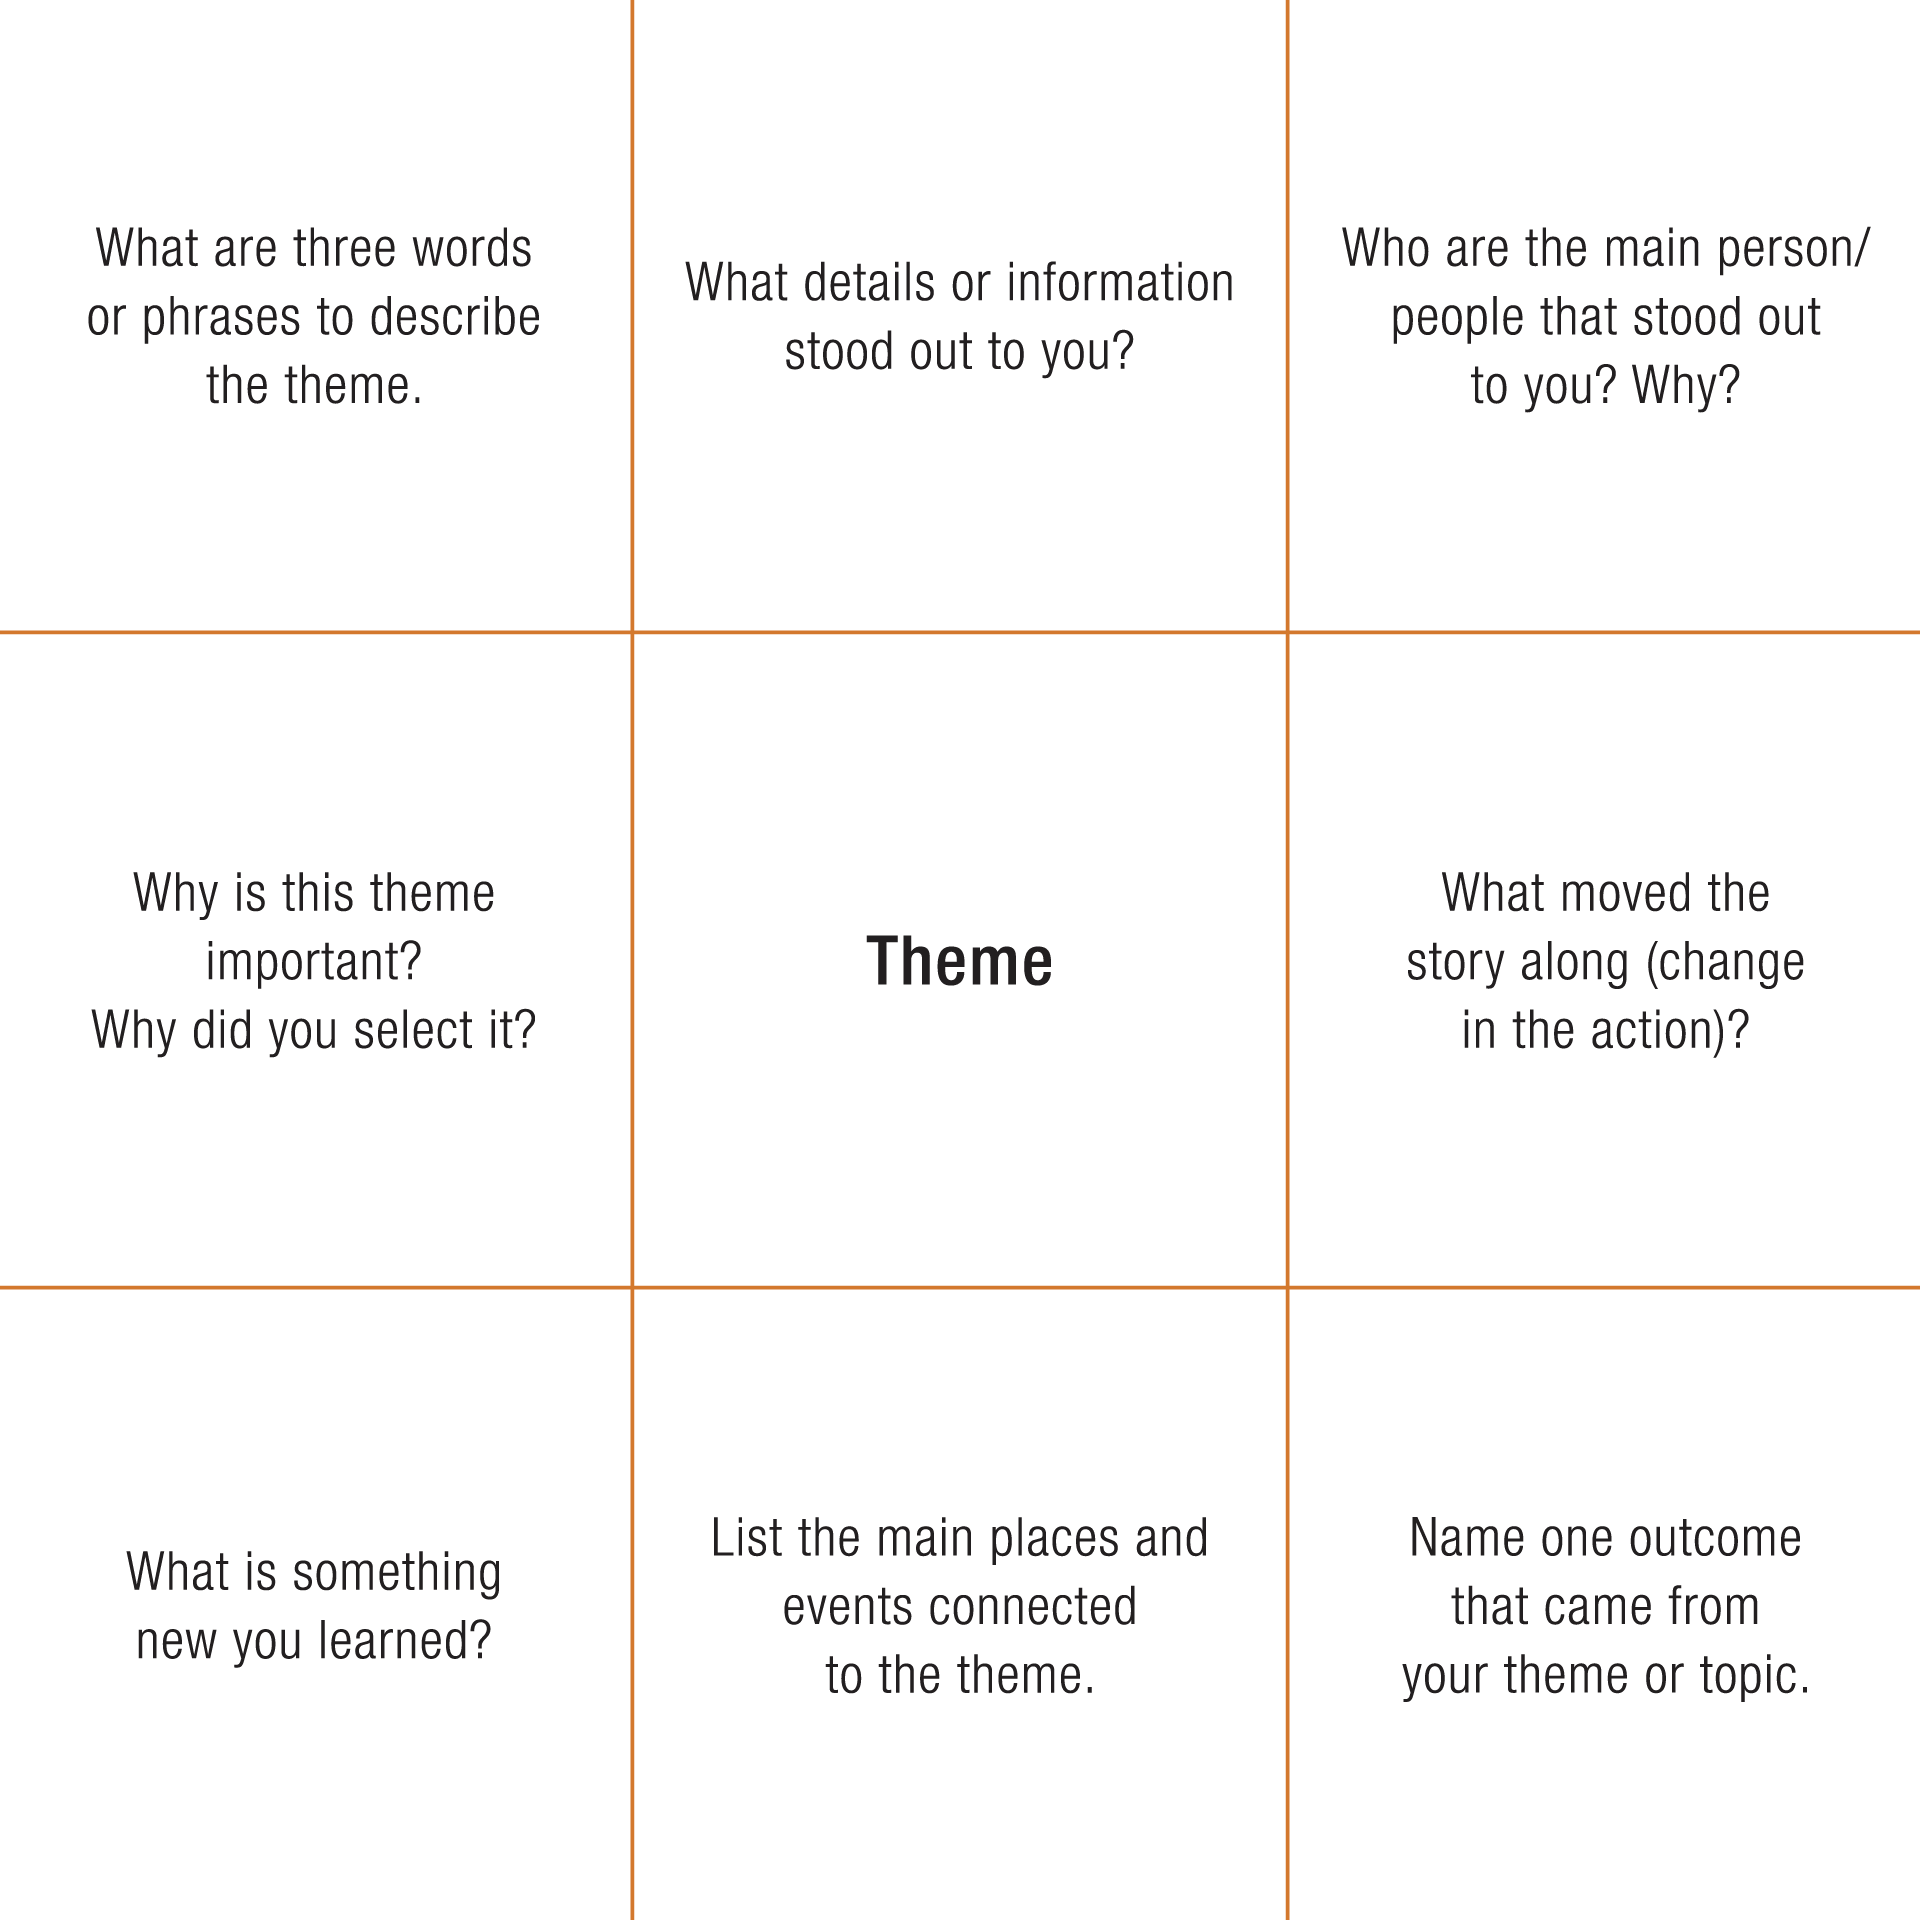 What are three words
or phrases to describe
the theme.
What details or information
stood out to you?
Who are the main person/
people that stood out
to you? Why?
Why is this theme
important?
Why did you select it?
Theme
What moved the
story along (change
in the action)?
What is something
new you learned?
List the main places and
events connected
to the theme.
Name one outcome
that came from
your theme or topic.